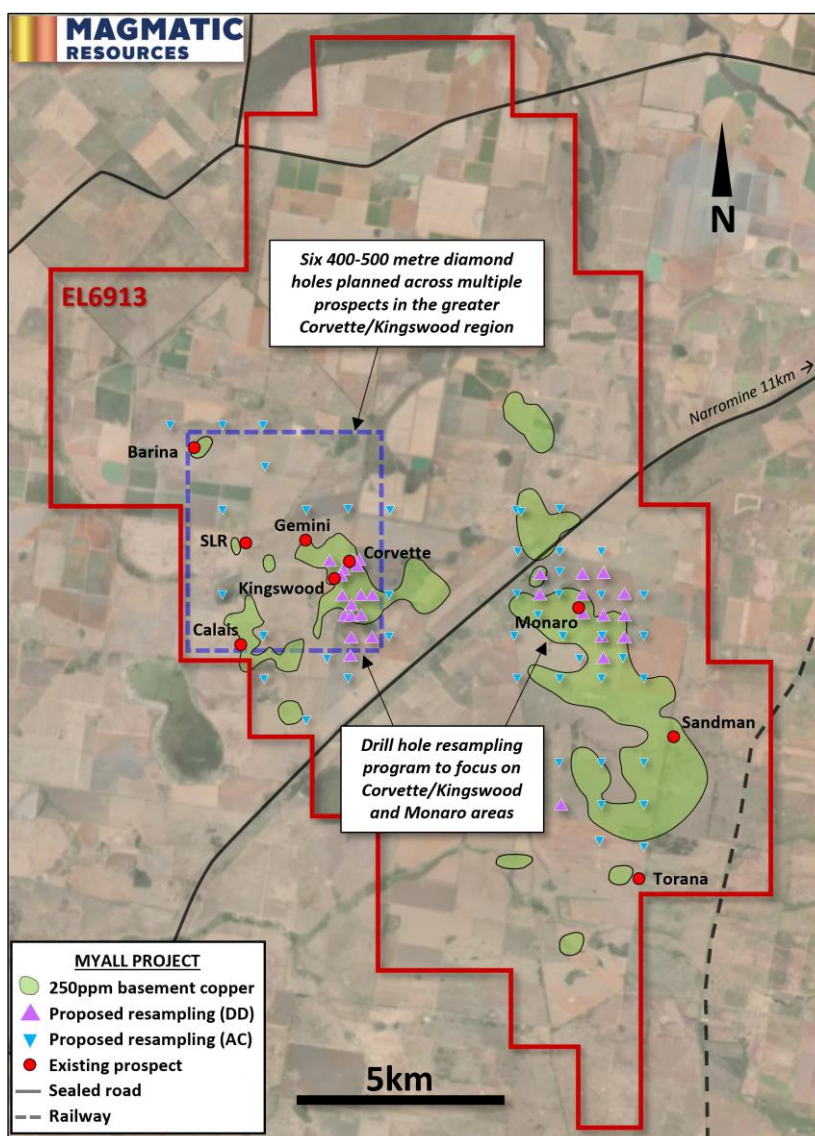 MAGMATIC
RESOURCES
N
Six 400-500 metre diamond
holes planned across multiple
prospects in the greater
Corvette/Kingswood region
EL6913
Narromine 11km →
Barina
SLR
Gemini
Corvette
Kingswood
Calais
Monaro
Sandman
Drill hole resampling
program to focus on
Corvette/Kingswood
and Monaro areas
Torana
MYALL PROJECT
250ppm basement copper
Proposed resampling (DD)
Proposed resampling (AC)
Existing prospect
Sealed road
Railway
5km